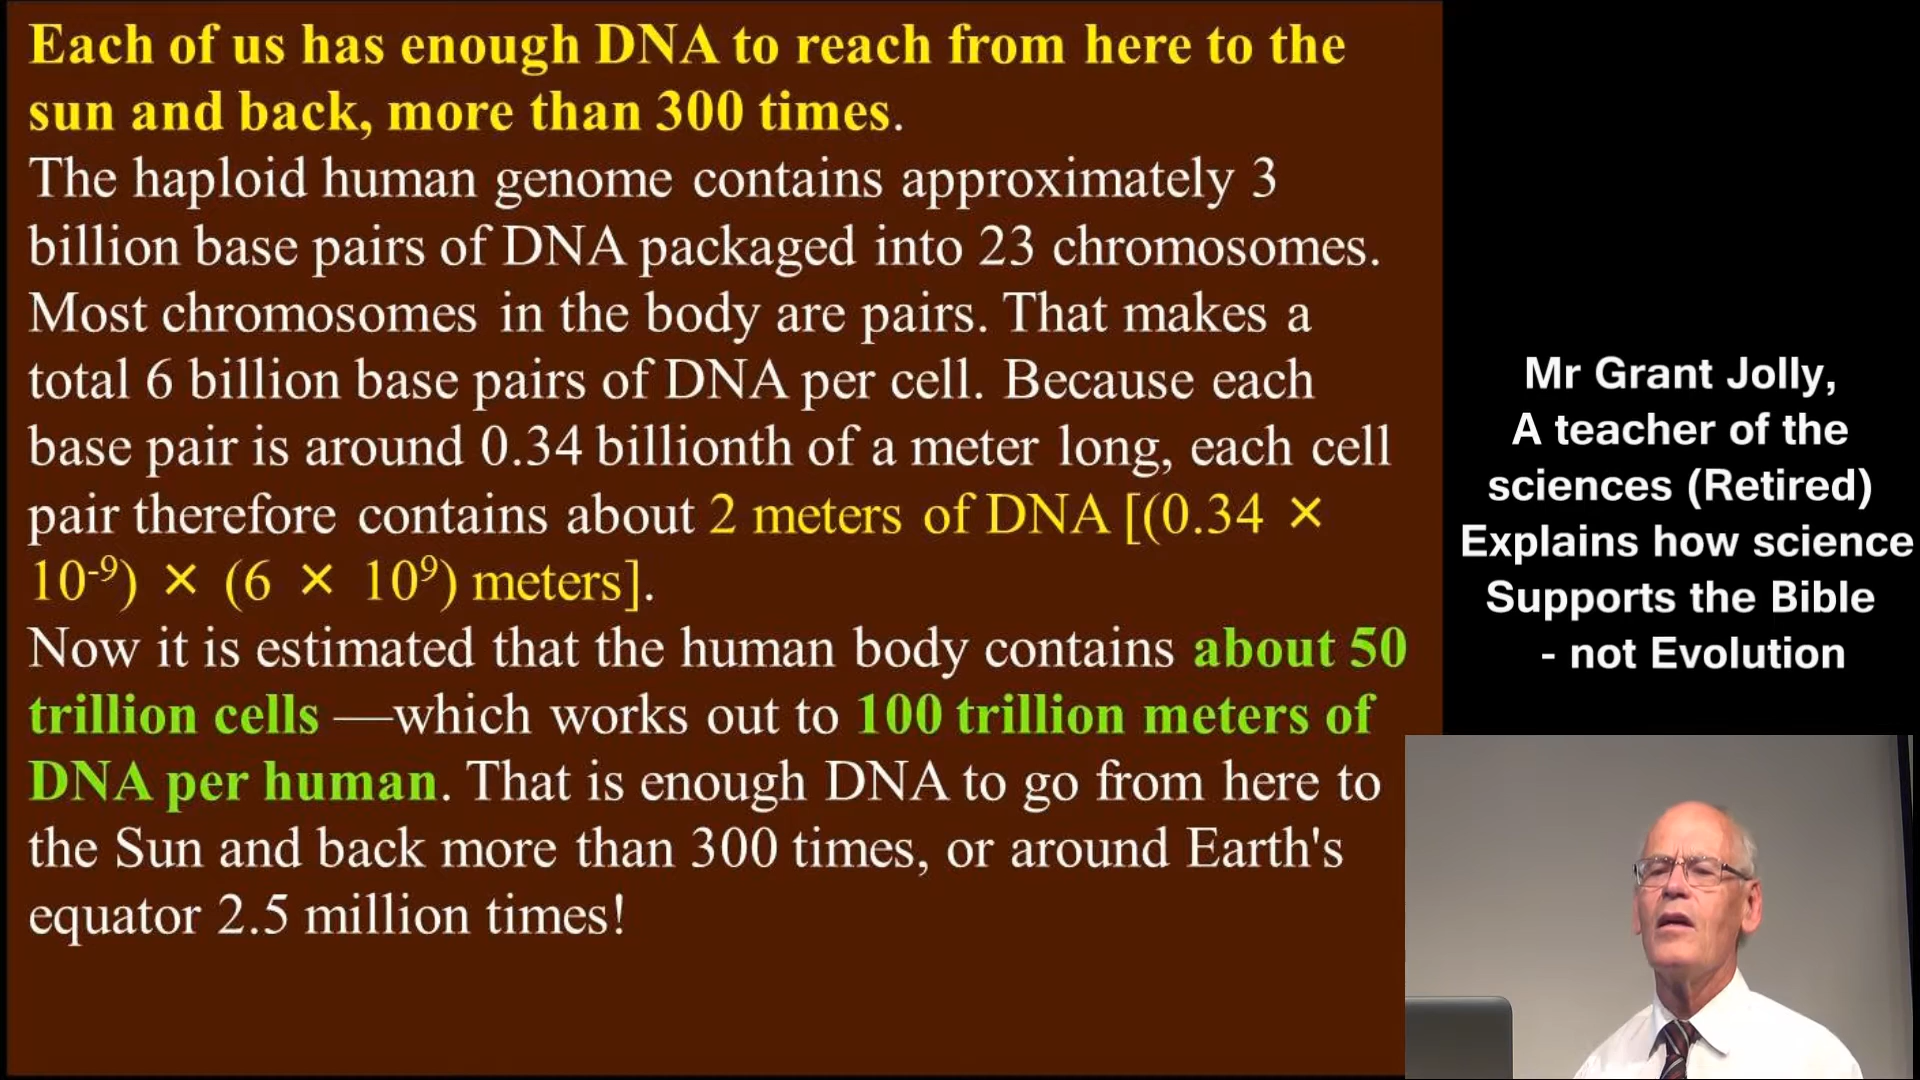 Each of us has enough DNA to reach from here to the
sun and back, more than 300 times.
The haploid human genome contains approximately 3
billion base pairs of DNA packaged into 23 chromosomes.
Most chromosomes in the body are pairs. That makes a
total 6 billion base pairs of DNA per cell. Because each
base pair is around 0.34 billionth of a meter long, each cell
pair therefore contains about 2 meters of DNA [(0.34 ×
10⁻⁹) × (6 × 10⁹) meters].
Now it is estimated that the human body contains about 50
trillion cells —which works out to 100 trillion meters of
DNA per human. That is enough DNA to go from here to
the Sun and back more than 300 times, or around Earth's
equator 2.5 million times!
Mr Grant Jolly,
A teacher of the
sciences (Retired)
Explains how science
Supports the Bible
- not Evolution